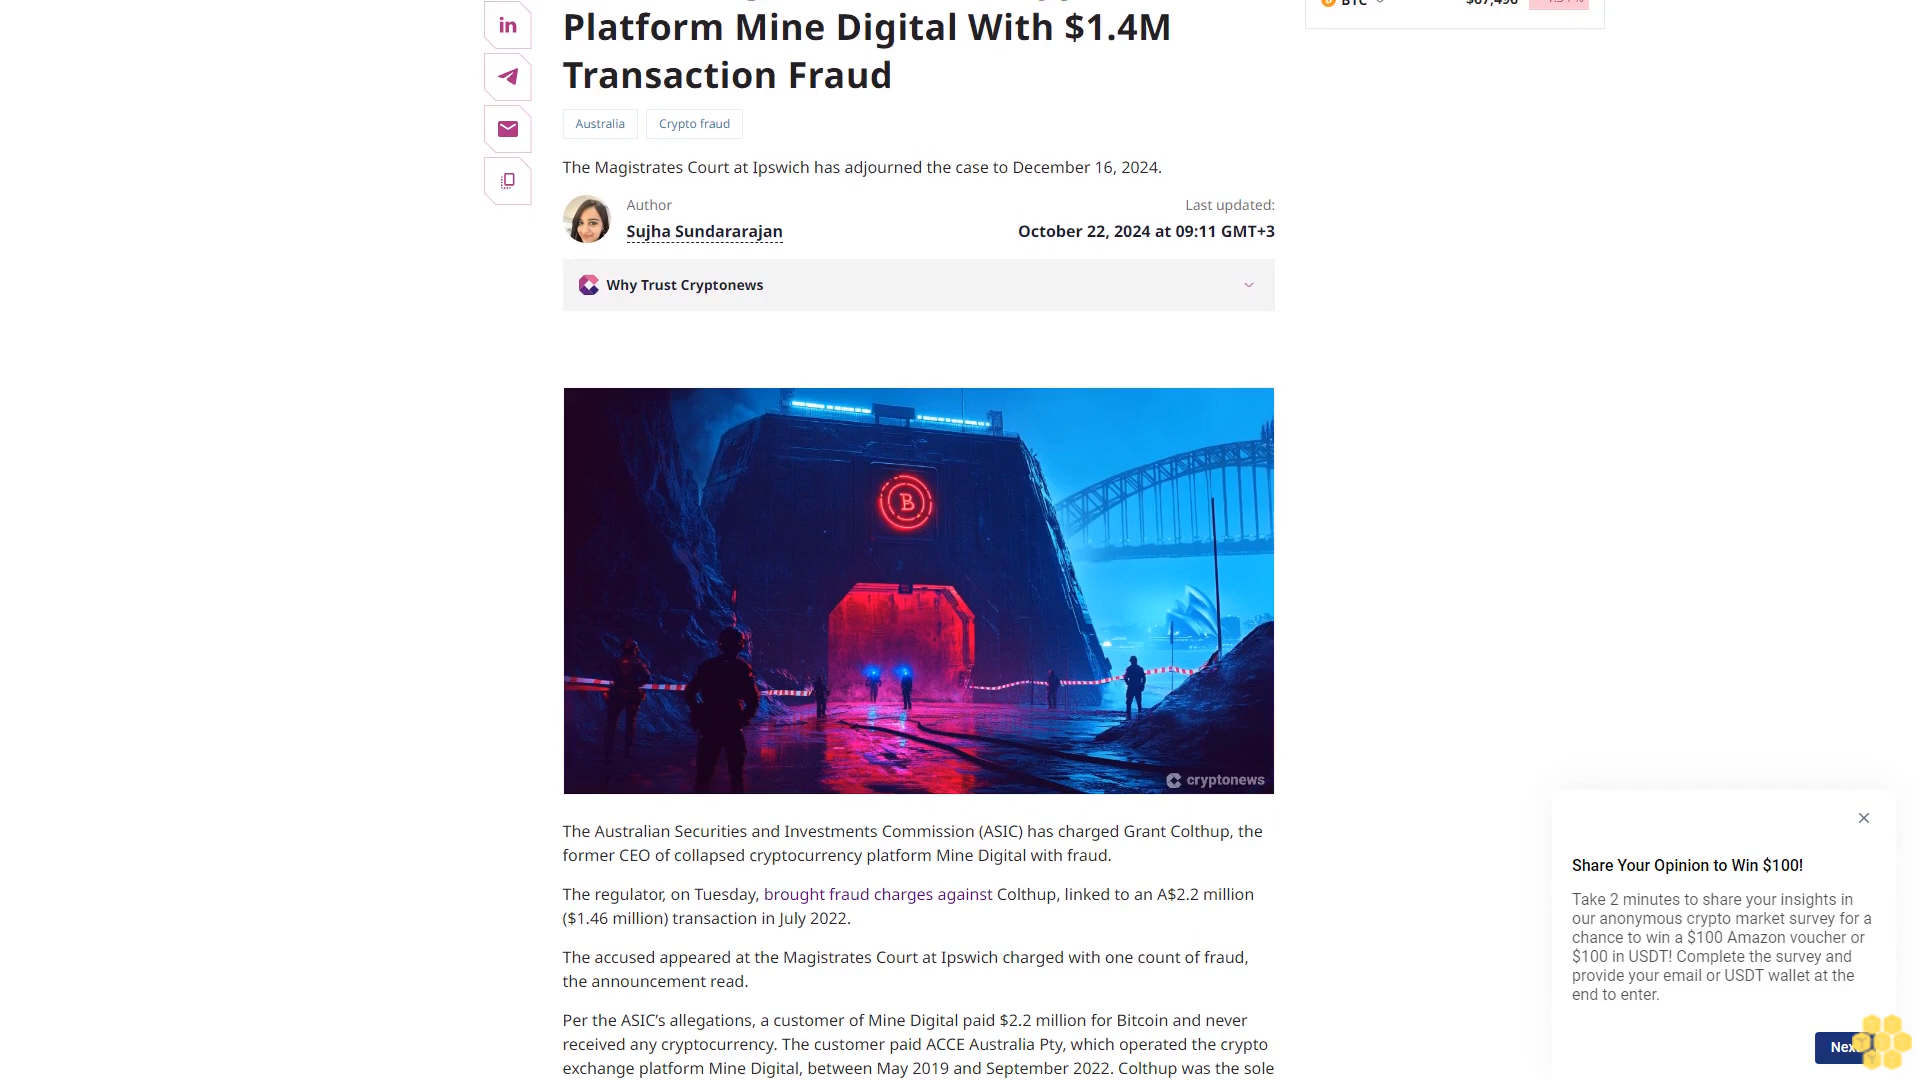 Platform Mine Digital With $1.4M
Transaction Fraud
Australia
Crypto fraud
The Magistrates Court at Ipswich has adjourned the case to December 16, 2024.
Author
Last updated:
Sujha Sundararajan
October 22, 2024 at 09:11 GMT+3
Why Trust Cryptonews
cryptonews
The Australian Securities and Investments Commission (ASIC) has charged Grant Colthup, the
former CEO of collapsed cryptocurrency platform Mine Digital with fraud.
The regulator, on Tuesday, brought fraud charges against Colthup, linked to an A$2.2 million
($1.46 million) transaction in July 2022.
The accused appeared at the Magistrates Court at Ipswich charged with one count of fraud,
the announcement read.
Per the ASIC’s allegations, a customer of Mine Digital paid $2.2 million for Bitcoin and never
received any cryptocurrency. The customer paid ACCE Australia Pty, which operated the crypto
exchange platform Mine Digital, between May 2019 and September 2022. Colthup was the sole
BTC
$67,496
Share Your Opinion to Win $100!
Take 2 minutes to share your insights in
our anonymous crypto market survey for a
chance to win a $100 Amazon voucher or
$100 in USDT! Complete the survey and
provide your email or USDT wallet at the
end to enter.